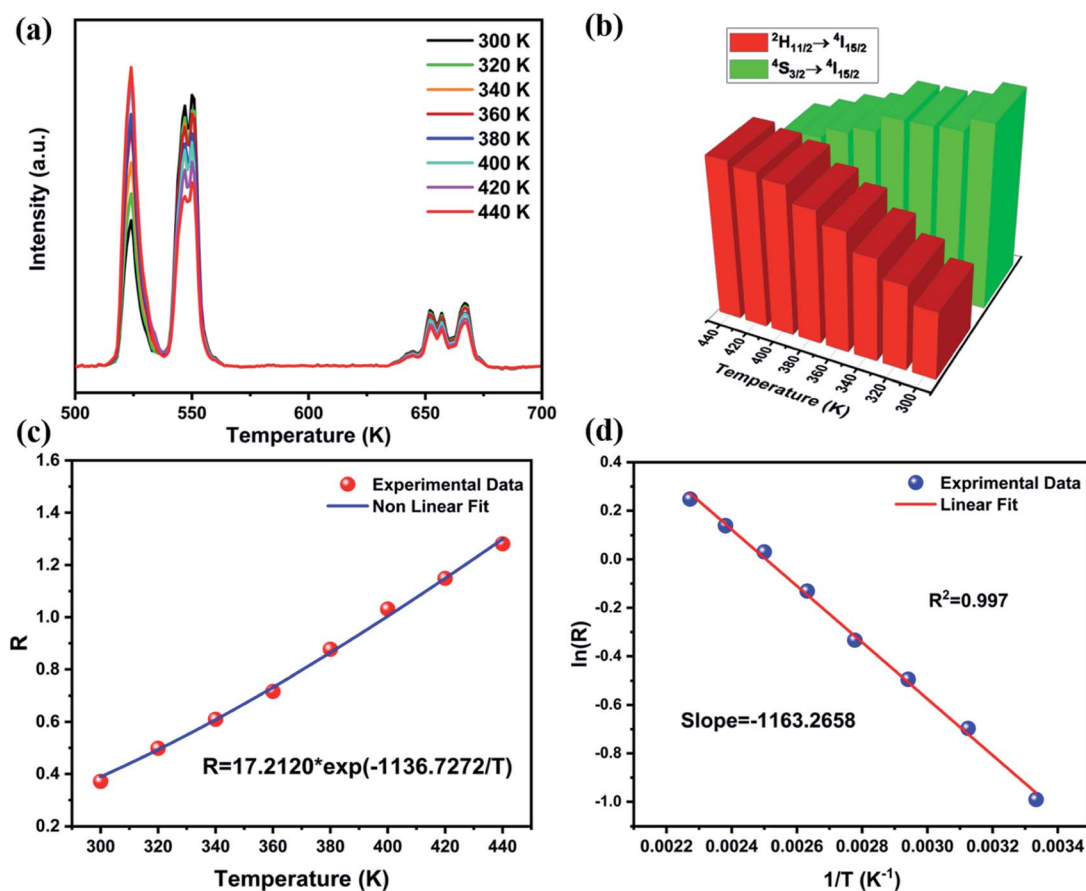 (a)
300 K
320 K
340 K
360 K
380 K
400 K
420 K
440 K
Intensity (a.u.)
500 550 600 650 700
Temperature (K)
(b)
²H₁₁/₂→ ⁴I₁₅/₂
⁴S₃/₂→ ⁴I₁₅/₂
440 420 400 380 360 340 320 300
Temperature (K)
(c)
1.6
1.4
1.2
1.0
0.8
0.6
0.4
0.2
R
Experimental Data
Non Linear Fit
R=17.2120*exp(-1136.7272/T)
300 320 340 360 380 400 420 440
Temperature (K)
(d)
0.4
0.2
0.0
-0.2
-0.4
-0.6
-0.8
-1.0
ln(R)
Exprimental Data
Linear Fit
R²=0.997
Slope=-1163.2658
0.0022 0.0024 0.0026 0.0028 0.0030 0.0032 0.0034
1/T (K⁻¹)